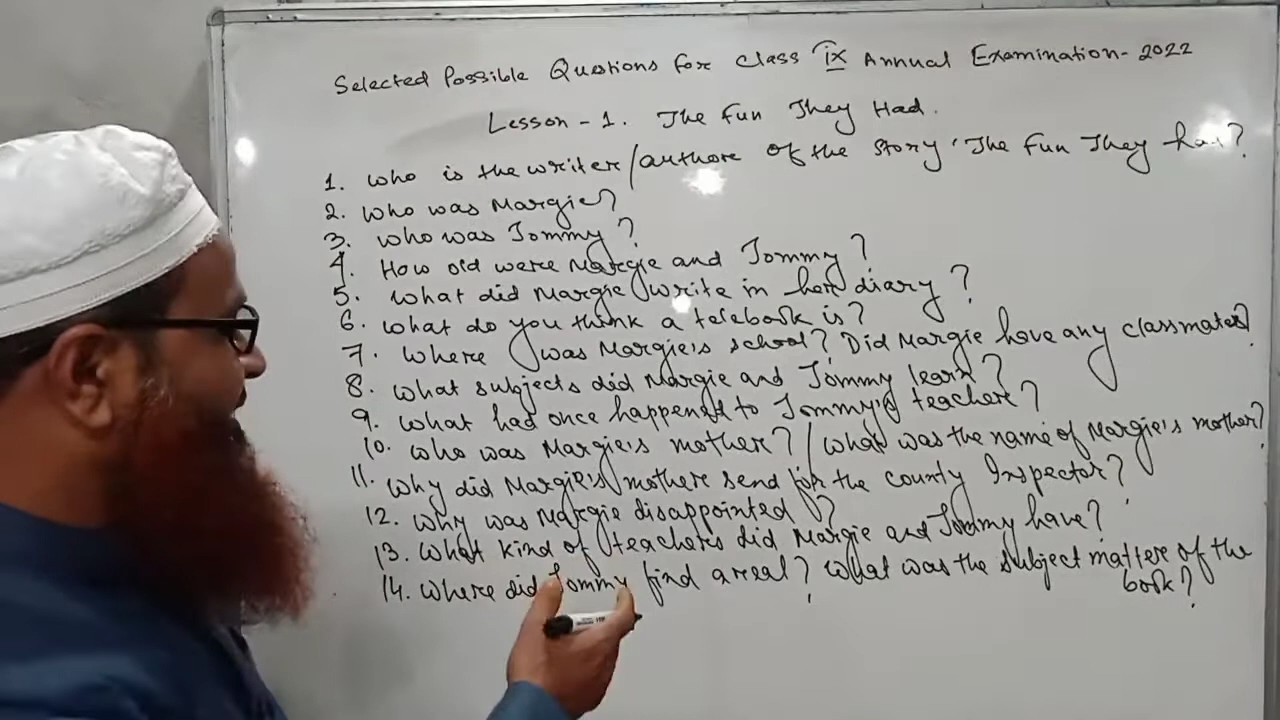 Selected Possible Questions for class IX Annual Examination - 2022
Lesson - 1. The Fun They Had.
1. Who is the writer/authore of the story 'The Fun They had?
2. Who was Margie?
3. Who was Tommy?
4. How old were Margie and Tommy?
5. What did Margie write in her diary?
6. What do you think a telebook is?
7. Where was Margie's school? Did Margie have any classmates?
8. What subjects did Margie and Tommy learn?
9. What had once happened to Tommy's teacher?
10. Who was Margie's mother? / What was the name of Margie's mother?
11. Why did Margie's mothere send for the county Inspector?
12. Why was Margie disappointed?
13. What kind of teachers did Margie and Tommy have?
14. Where did Tommy find a real? What was the subject mattere of the
book?